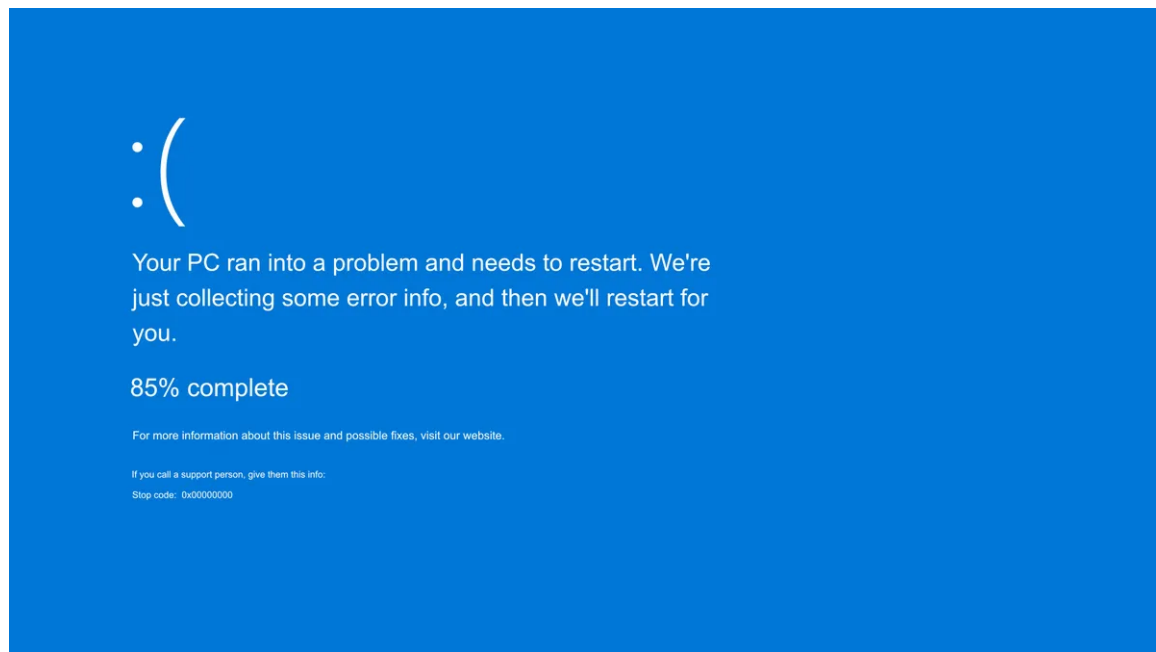 :(
Your PC ran into a problem and needs to restart. We're
just collecting some error info, and then we'll restart for
you.
85% complete
For more information about this issue and possible fixes, visit our website.
If you call a support person, give them this info:
Stop code: 0x00000000